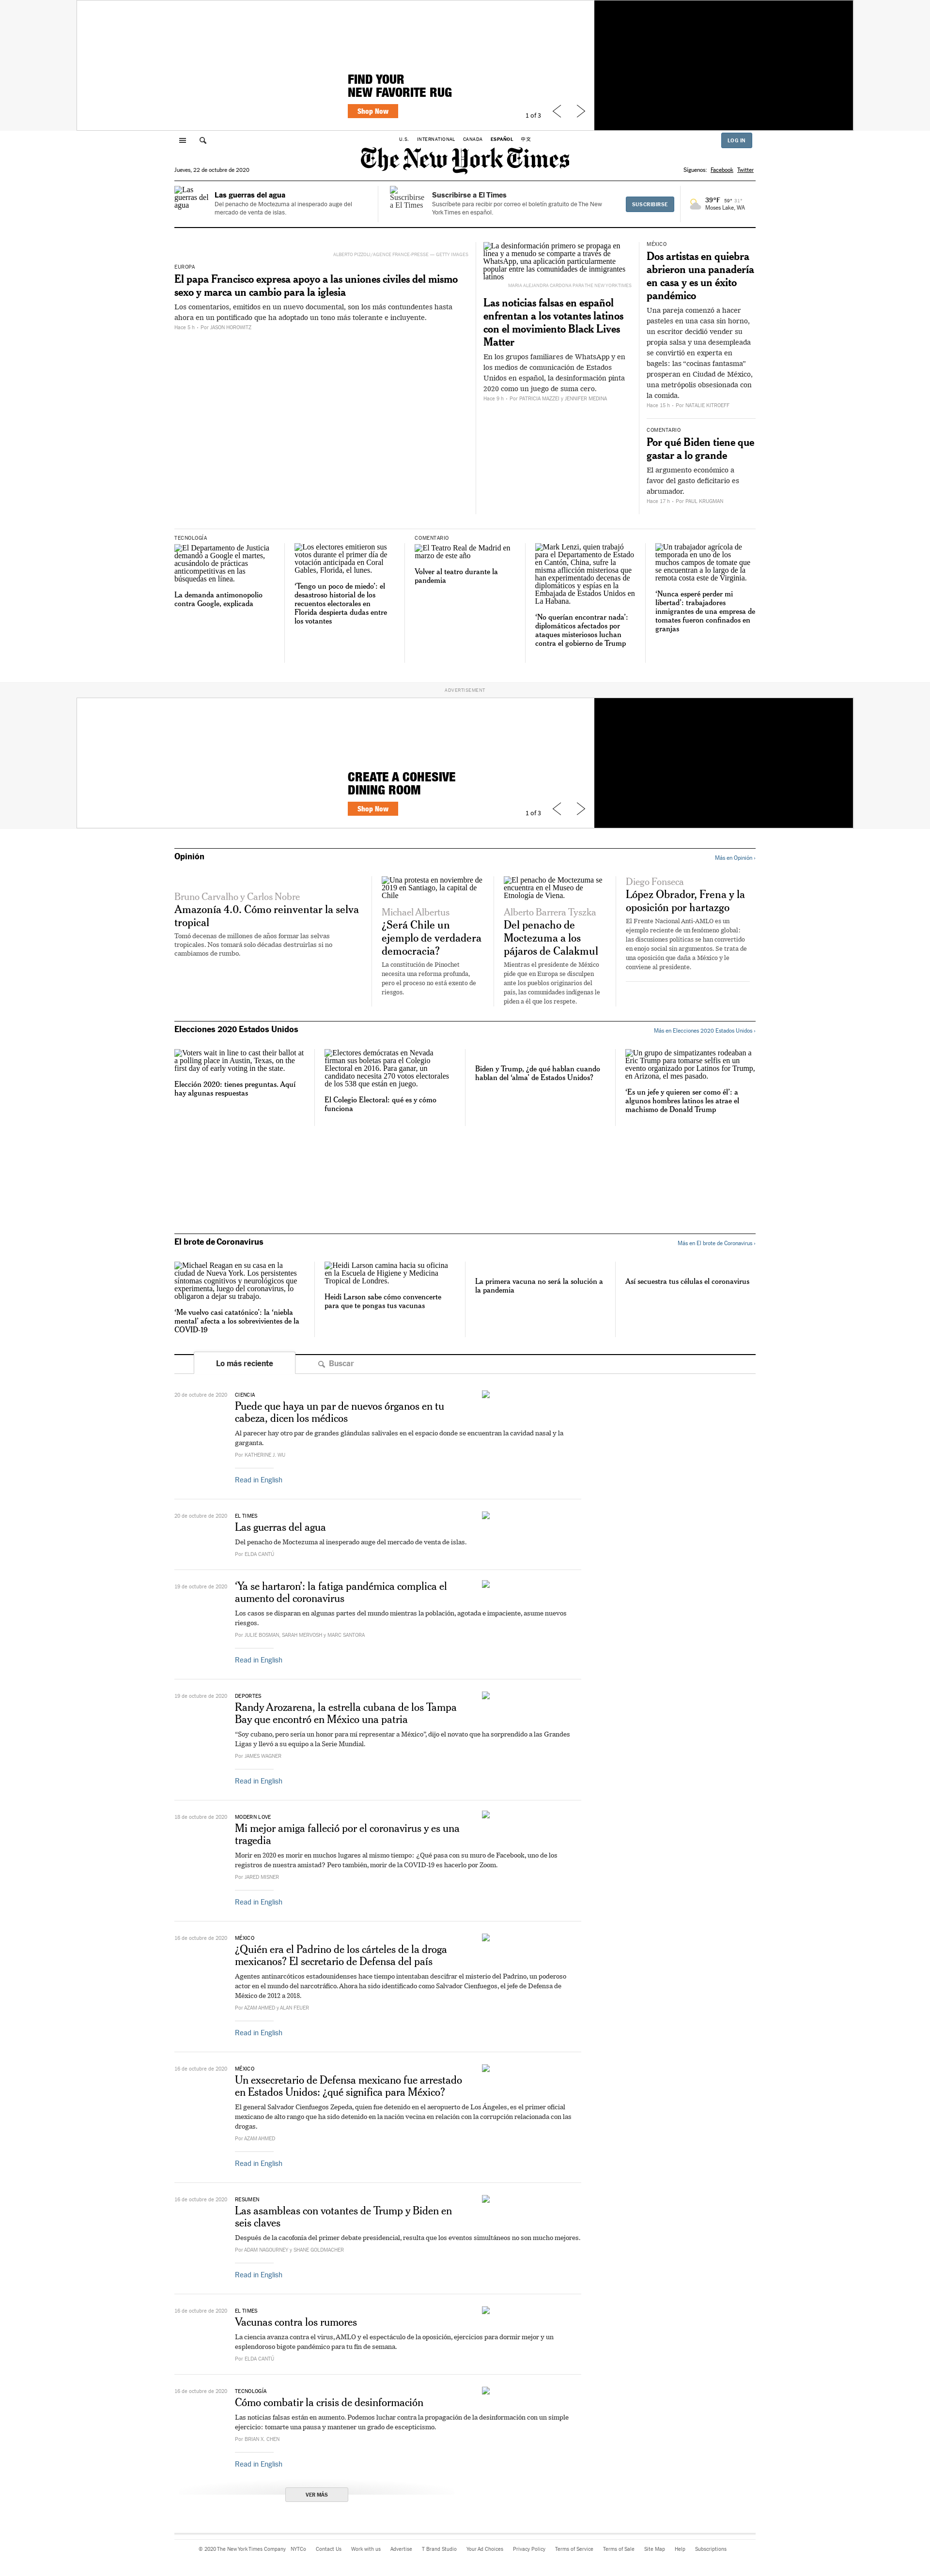 FIND YOUR
NEW FAVORITE RUG
Shop Now
1 of 3
U.S. INTERNATIONAL CANADA ESPAÑOL 中文
LOG IN
The New York Times
Jueves, 22 de octubre de 2020
Síguenos: Facebook Twitter
Las guerras del agua
Las guerras del agua
Del penacho de Moctezuma al inesperado auge del
mercado de venta de islas.
Suscribirse a El Times
Suscribirse a El Times
Suscríbete para recibir por correo el boletín gratuito de The New
York Times en español.
SUSCRIBIRSE
39°F 39° 31°
Moses Lake, WA
ALBERTO PIZZOLI/AGENCE FRANCE-PRESSE — GETTY IMAGES
EUROPA
El papa Francisco expresa apoyo a las uniones civiles del mismo
sexo y marca un cambio para la iglesia
Los comentarios, emitidos en un nuevo documental, son los más contundentes hasta
ahora en un pontificado que ha adoptado un tono más tolerante e incluyente.
Hace 5 h - Por JASON HOROWITZ
La desinformación primero se propaga en
línea y a menudo se comparte a través de
WhatsApp, una aplicación particularmente
popular entre las comunidades de inmigrantes
latinos
MARIA ALEJANDRA CARDONA PARA THE NEW YORK TIMES
Las noticias falsas en español
enfrentan a los votantes latinos
con el movimiento Black Lives
Matter
En los grupos familiares de WhatsApp y en
los medios de comunicación de Estados
Unidos en español, la desinformación pinta
2020 como un juego de suma cero.
Hace 9 h - Por PATRICIA MAZZEI y JENNIFER MEDINA
MÉXICO
Dos artistas en quiebra
abrieron una panadería
en casa y es un éxito
pandémico
Una pareja comenzó a hacer
pasteles en una casa sin horno,
un escritor decidió vender su
propia salsa y una desempleada
se convirtió en experta en
bagels: las “cocinas fantasma”
prosperan en Ciudad de México,
una metrópolis obsesionada con
la comida.
Hace 15 h - Por NATALIE KITROEFF
COMENTARIO
Por qué Biden tiene que
gastar a lo grande
El argumento económico a
favor del gasto deficitario es
abrumador.
Hace 17 h - Por PAUL KRUGMAN
TECNOLOGÍA
El Departamento de Justicia
demandó a Google el martes,
acusándolo de prácticas
anticompetitivas en las
búsquedas en línea.
La demanda antimonopolio
contra Google, explicada
Los electores emitieron sus
votos durante el primer día de
votación anticipada en Coral
Gables, Florida, el lunes.
‘Tengo un poco de miedo’: el
desastroso historial de los
recuentos electorales en
Florida despierta dudas entre
los votantes
COMENTARIO
El Teatro Real de Madrid en
marzo de este año
Volver al teatro durante la
pandemia
Mark Lenzi, quien trabajó
para el Departamento de Estado
en Cantón, China, sufre la
misma aflicción misteriosa que
han experimentado decenas de
diplomáticos y espías en la
Embajada de Estados Unidos en
La Habana.
‘No querían encontrar nada’:
diplomáticos afectados por
ataques misteriosos luchan
contra el gobierno de Trump
Un trabajador agrícola de
temporada en uno de los
muchos campos de tomate que
se encuentran a lo largo de la
remota costa este de Virginia.
‘Nunca esperé perder mi
libertad’: trabajadores
inmigrantes de una empresa de
tomates fueron confinados en
granjas
ADVERTISEMENT
CREATE A COHESIVE
DINING ROOM
Shop Now
1 of 3
Opinión
Más en Opinión ›
Bruno Carvalho y Carlos Nobre
Amazonía 4.0. Cómo reinventar la selva
tropical
Tomó decenas de millones de años formar las selvas
tropicales. Nos tomará solo décadas destruirlas si no
cambiamos de rumbo.
Una protesta en noviembre de
2019 en Santiago, la capital de
Chile
Michael Albertus
¿Será Chile un
ejemplo de verdadera
democracia?
La constitución de Pinochet
necesita una reforma profunda,
pero el proceso no está exento de
riesgos.
El penacho de Moctezuma se
encuentra en el Museo de
Etnología de Viena.
Alberto Barrera Tyszka
Del penacho de
Moctezuma a los
pájaros de Calakmul
Mientras el presidente de México
pide que en Europa se disculpen
ante los pueblos originarios del
país, las comunidades indígenas le
piden a él que los respete.
Diego Fonseca
López Obrador, Frena y la
oposición por hartazgo
El Frente Nacional Anti-AMLO es un
ejemplo reciente de un fenómeno global:
las discusiones políticas se han convertido
en enojo social sin argumentos. Se trata de
una oposición que daña a México y le
conviene al presidente.
Elecciones 2020 Estados Unidos
Más en Elecciones 2020 Estados Unidos ›
Voters wait in line to cast their ballot at
a polling place in Austin, Texas, on the
first day of early voting in the state.
Elección 2020: tienes preguntas. Aquí
hay algunas respuestas
Electores demócratas en Nevada
firman sus boletas para el Colegio
Electoral en 2016. Para ganar, un
candidato necesita 270 votos electorales
de los 538 que están en juego.
El Colegio Electoral: qué es y cómo
funciona
Biden y Trump, ¿de qué hablan cuando
hablan del ‘alma’ de Estados Unidos?
Un grupo de simpatizantes rodeaban a
Eric Trump para tomarse selfis en un
evento organizado por Latinos for Trump,
en Arizona, el mes pasado.
‘Es un jefe y quieren ser como él’: a
algunos hombres latinos les atrae el
machismo de Donald Trump
El brote de Coronavirus
Más en El brote de Coronavirus ›
Michael Reagan en su casa en la
ciudad de Nueva York. Los persistentes
síntomas cognitivos y neurológicos que
experimenta, luego del coronavirus, lo
obligaron a dejar su trabajo.
‘Me vuelvo casi catatónico’: la ‘niebla
mental’ afecta a los sobrevivientes de la
COVID-19
Heidi Larson camina hacia su oficina
en la Escuela de Higiene y Medicina
Tropical de Londres.
Heidi Larson sabe cómo convencerte
para que te pongas tus vacunas
La primera vacuna no será la solución a
la pandemia
Así secuestra tus células el coronavirus
Lo más reciente
Buscar
20 de octubre de 2020
CIENCIA
Puede que haya un par de nuevos órganos en tu
cabeza, dicen los médicos
Al parecer hay otro par de grandes glándulas salivales en el espacio donde se encuentran la cavidad nasal y la
garganta.
Por KATHERINE J. WU
Read in English
20 de octubre de 2020
EL TIMES
Las guerras del agua
Del penacho de Moctezuma al inesperado auge del mercado de venta de islas.
Por ELDA CANTÚ
19 de octubre de 2020
‘Ya se hartaron’: la fatiga pandémica complica el
aumento del coronavirus
Los casos se disparan en algunas partes del mundo mientras la población, agotada e impaciente, asume nuevos
riesgos.
Por JULIE BOSMAN, SARAH MERVOSH y MARC SANTORA
Read in English
19 de octubre de 2020
DEPORTES
Randy Arozarena, la estrella cubana de los Tampa
Bay que encontró en México una patria
“Soy cubano, pero sería un honor para mí representar a México”, dijo el novato que ha sorprendido a las Grandes
Ligas y llevó a su equipo a la Serie Mundial.
Por JAMES WAGNER
Read in English
18 de octubre de 2020
MODERN LOVE
Mi mejor amiga falleció por el coronavirus y es una
tragedia
Morir en 2020 es morir en muchos lugares al mismo tiempo: ¿Qué pasa con su muro de Facebook, uno de los
registros de nuestra amistad? Pero también, morir de la COVID-19 es hacerlo por Zoom.
Por JARED MISNER
Read in English
16 de octubre de 2020
MÉXICO
¿Quién era el Padrino de los cárteles de la droga
mexicanos? El secretario de Defensa del país
Agentes antinarcóticos estadounidenses hace tiempo intentaban descifrar el misterio del Padrino, un poderoso
actor en el mundo del narcotráfico. Ahora ha sido identificado como Salvador Cienfuegos, el jefe de Defensa de
México de 2012 a 2018.
Por AZAM AHMED y ALAN FEUER
Read in English
16 de octubre de 2020
MÉXICO
Un exsecretario de Defensa mexicano fue arrestado
en Estados Unidos: ¿qué significa para México?
El general Salvador Cienfuegos Zepeda, quien fue detenido en el aeropuerto de Los Ángeles, es el primer oficial
mexicano de alto rango que ha sido detenido en la nación vecina en relación con la corrupción relacionada con las
drogas.
Por AZAM AHMED
Read in English
16 de octubre de 2020
RESUMEN
Las asambleas con votantes de Trump y Biden en
seis claves
Después de la cacofonía del primer debate presidencial, resulta que los eventos simultáneos no son mucho mejores.
Por ADAM NAGOURNEY y SHANE GOLDMACHER
Read in English
16 de octubre de 2020
EL TIMES
Vacunas contra los rumores
La ciencia avanza contra el virus, AMLO y el espectáculo de la oposición, ejercicios para dormir mejor y un
esplendoroso bigote pandémico para tu fin de semana.
Por ELDA CANTÚ
16 de octubre de 2020
TECNOLOGÍA
Cómo combatir la crisis de desinformación
Las noticias falsas están en aumento. Podemos luchar contra la propagación de la desinformación con un simple
ejercicio: tomarte una pausa y mantener un grado de escepticismo.
Por BRIAN X. CHEN
Read in English
VER MÁS
© 2020 The New York Times Company NYTCo Contact Us Work with us Advertise T Brand Studio Your Ad Choices Privacy Policy Terms of Service Terms of Sale Site Map Help Subscriptions